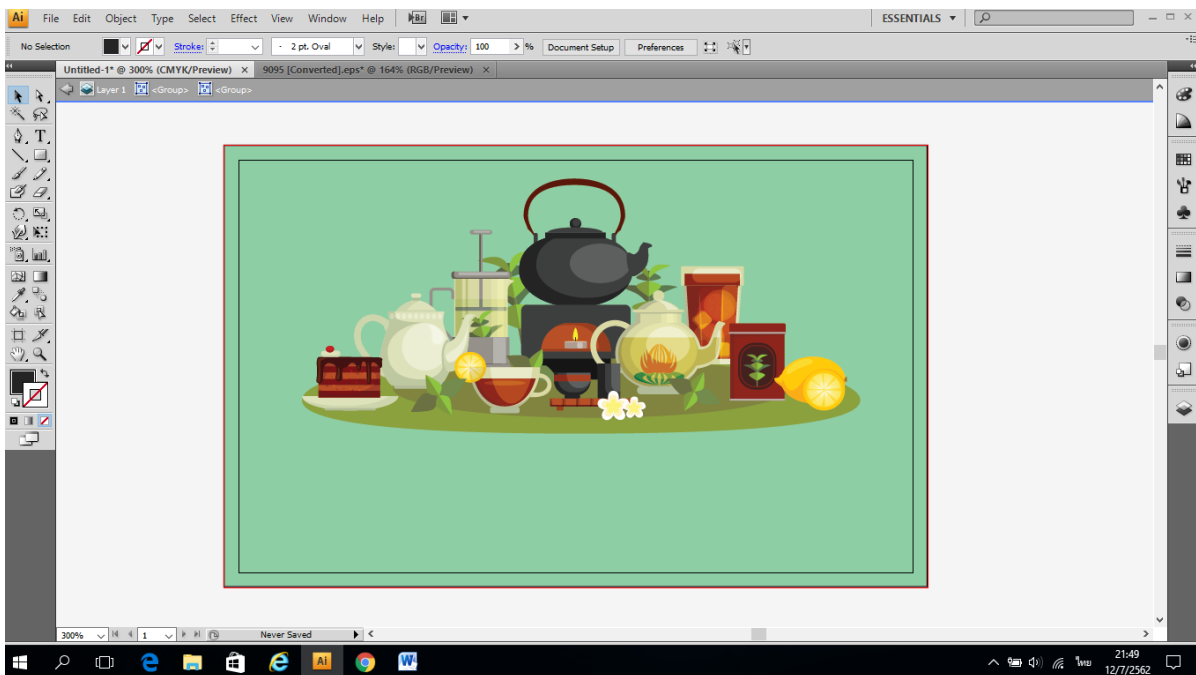 Ai File Edit Object Type Select Effect View Window Help Br ESSENTIALS
No Selection Stroke: 2 pt. Oval Style: Opacity: 100 % Document Setup Preferences
Untitled-1* @ 300% (CMYK/Preview) × 9095 [Converted].eps* @ 164% (RGB/Preview) ×
Layer 1 <Group> <Group>
300% 1 Never Saved
Ai ไทย 21:49
12/7/2562